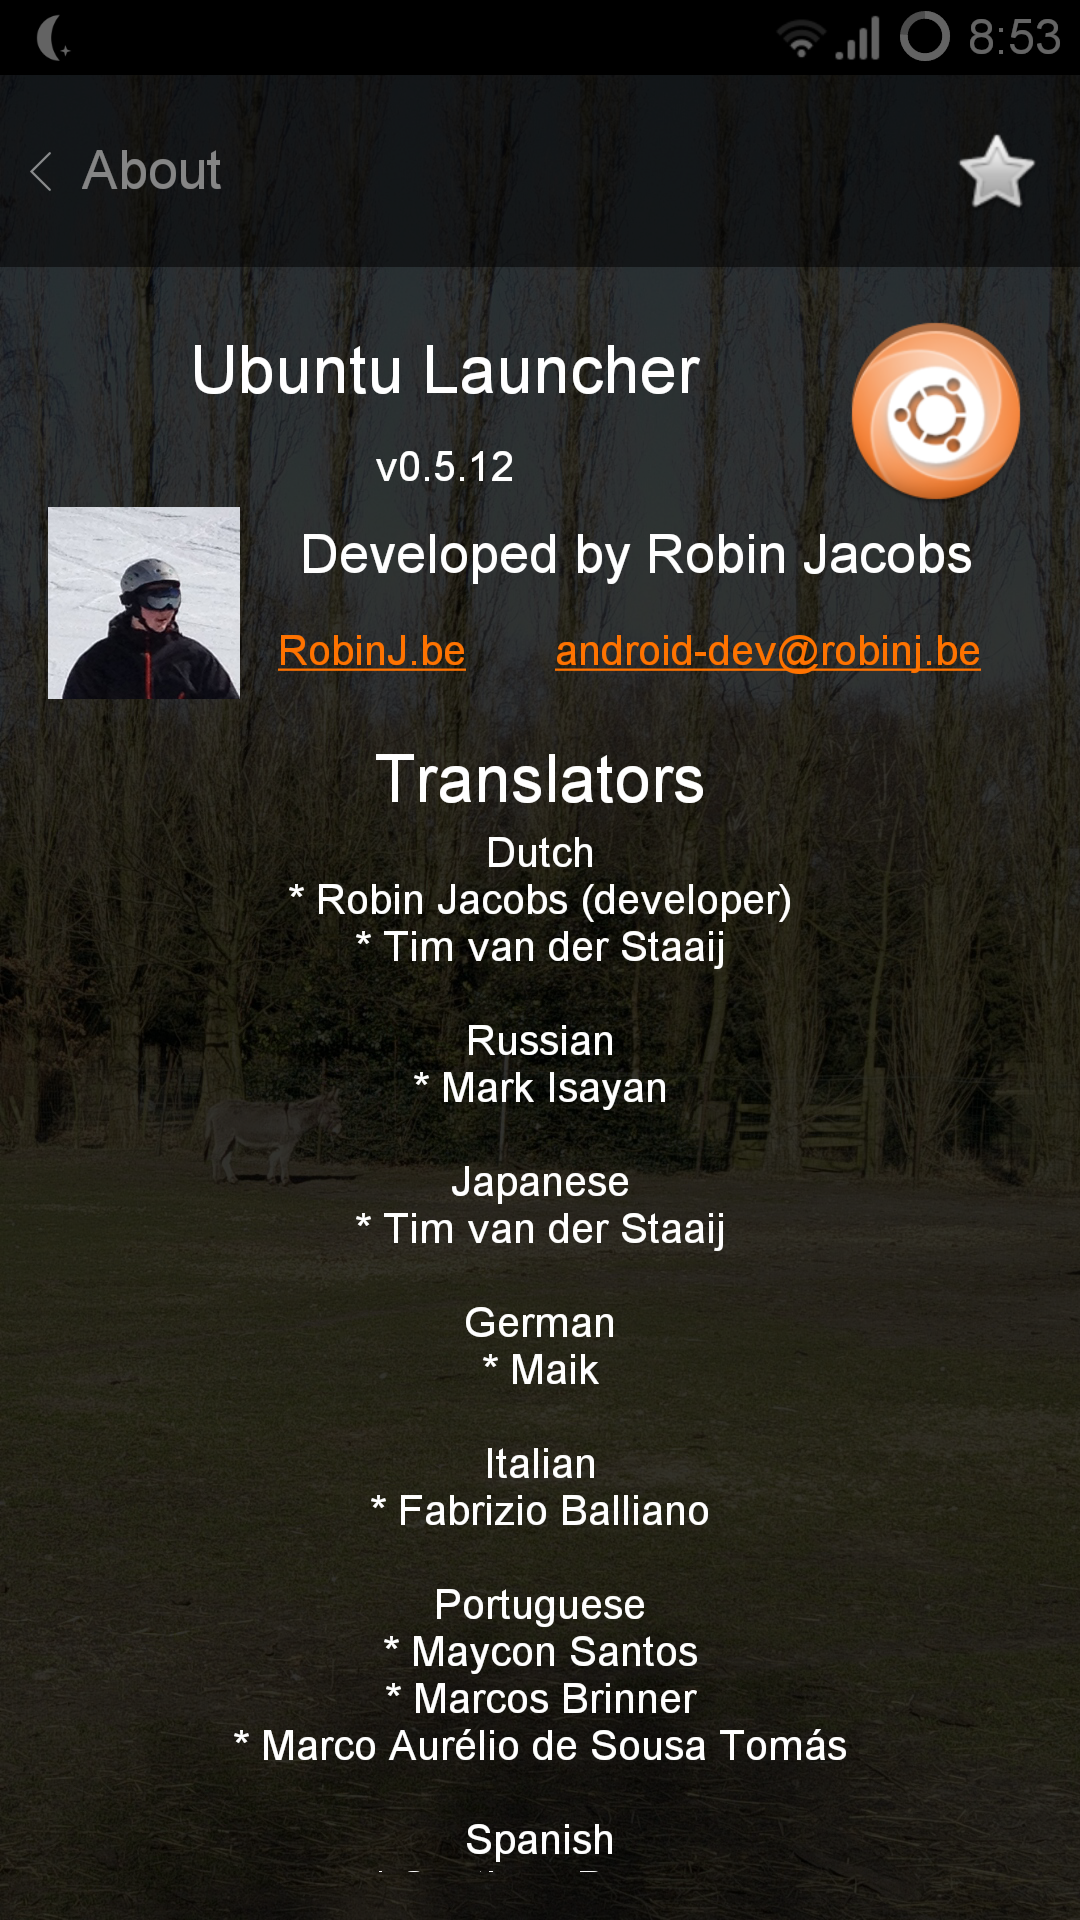 8:53
About
Ubuntu Launcher
v0.5.12
Developed by Robin Jacobs
RobinJ.be android-dev@robinj.be
Translators
Dutch
* Robin Jacobs (developer)
* Tim van der Staaij
Russian
* Mark Isayan
Japanese
* Tim van der Staaij
German
* Maik
Italian
* Fabrizio Balliano
Portuguese
* Maycon Santos
* Marcos Brinner
* Marco Aurélio de Sousa Tomás
Spanish